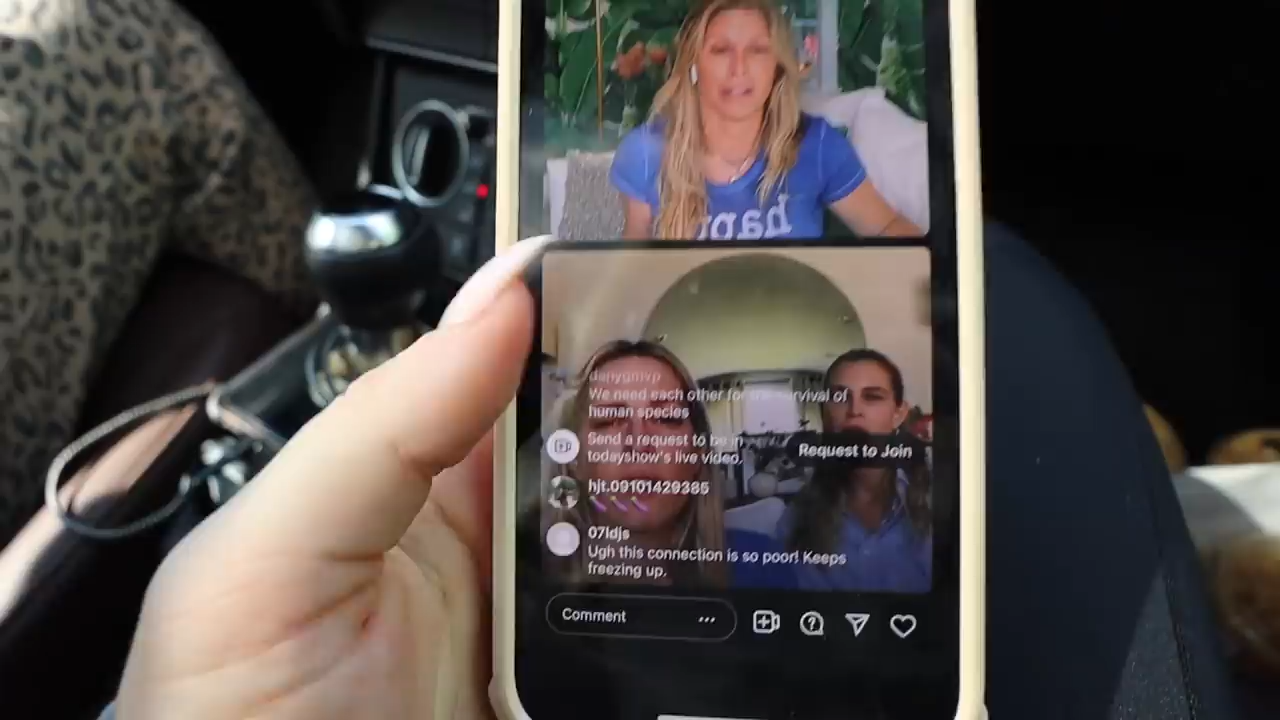 danygmvp
We need each other for the survival of
human species
Send a request to be in
todayshow's live video.
Request to Join
hjt.09101429385
07ldjs
Ugh this connection is so poor! Keeps
freezing up.
Comment